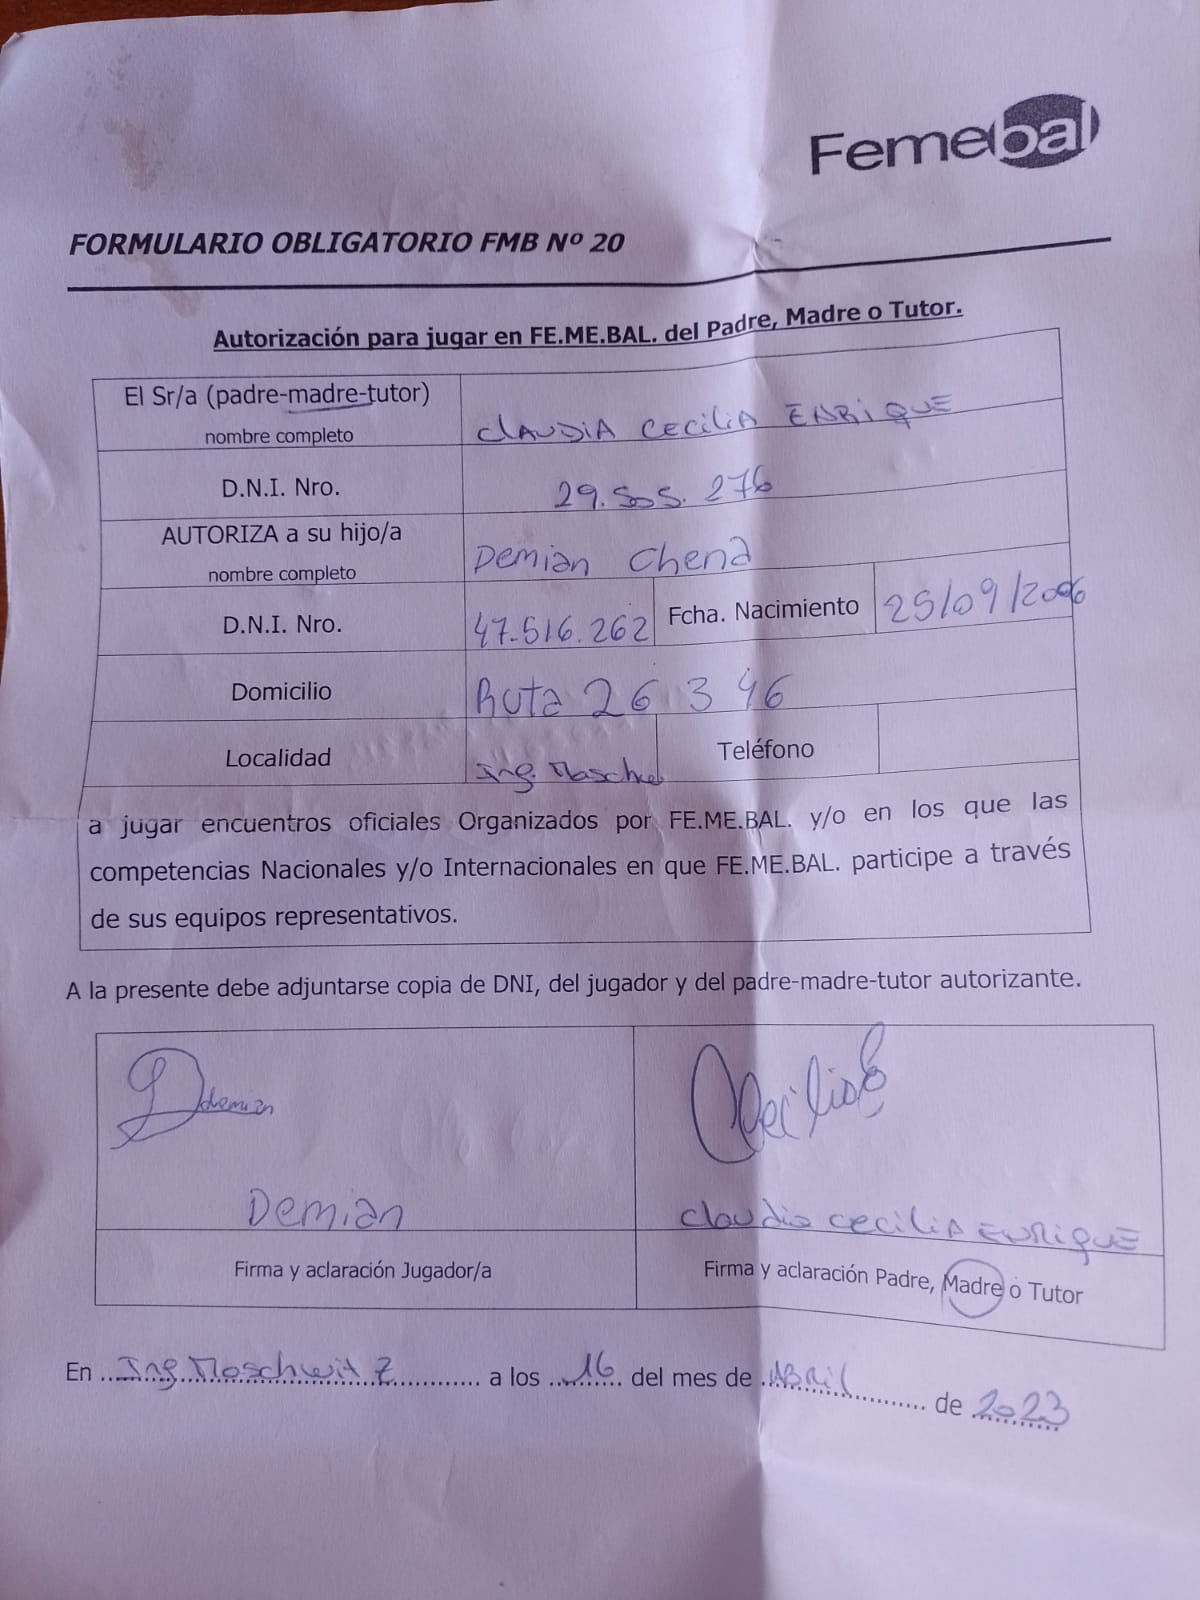 Femebal
FORMULARIO OBLIGATORIO FMB Nº 20
Autorización para jugar en FE.ME.BAL. del Padre, Madre o Tutor.
El Sr/a (padre-madre-tutor)
nombre completo
CLAUDIA CECILIA ENRIQUE
D.N.I. Nro.
29.505.276
AUTORIZA a su hijo/a
nombre completo
Demian Chena
D.N.I. Nro.
47.516.262
Fcha. Nacimiento
25/09/2006
Domicilio
Ruta 26 346
Localidad
Ing. Maschw
Teléfono
a jugar encuentros oficiales Organizados por FE.ME.BAL. y/o en los que las
competencias Nacionales y/o Internacionales en que FE.ME.BAL. participe a través
de sus equipos representativos.
A la presente debe adjuntarse copia de DNI, del jugador y del padre-madre-tutor autorizante.
Demian
Demian
Firma y aclaración Jugador/a
Cecilia E
Claudia CECILIA ENRIQUE
Firma y aclaración Padre, Madre o Tutor
En Ing Maschwitz a los 16 del mes de ABRil de 2023